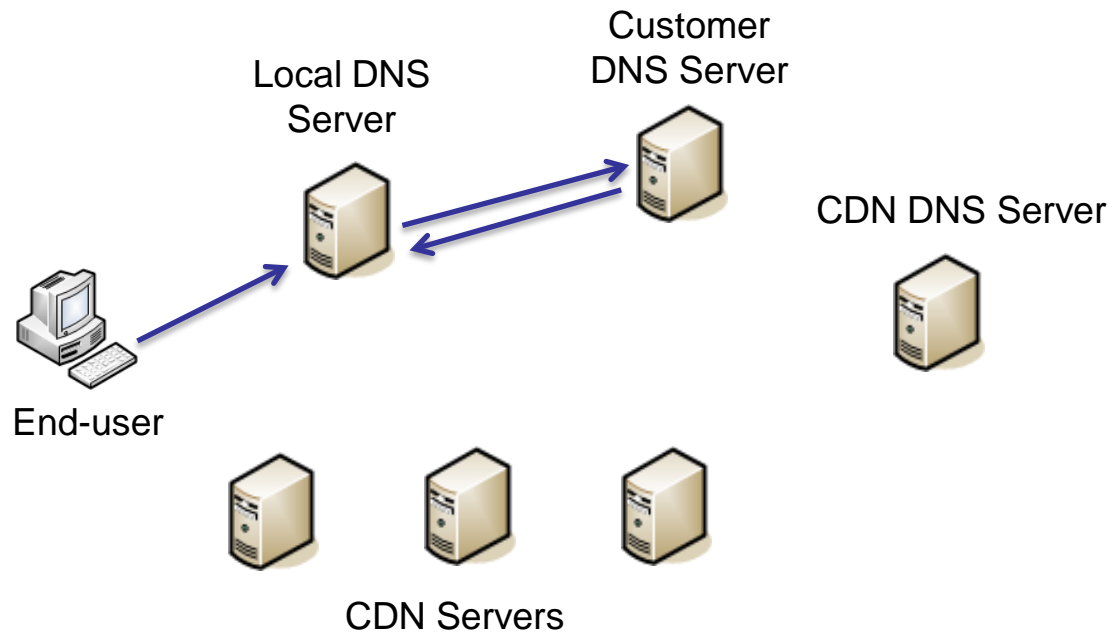 Customer
DNS Server
Local DNS
Server
CDN DNS Server
End-user
CDN Servers